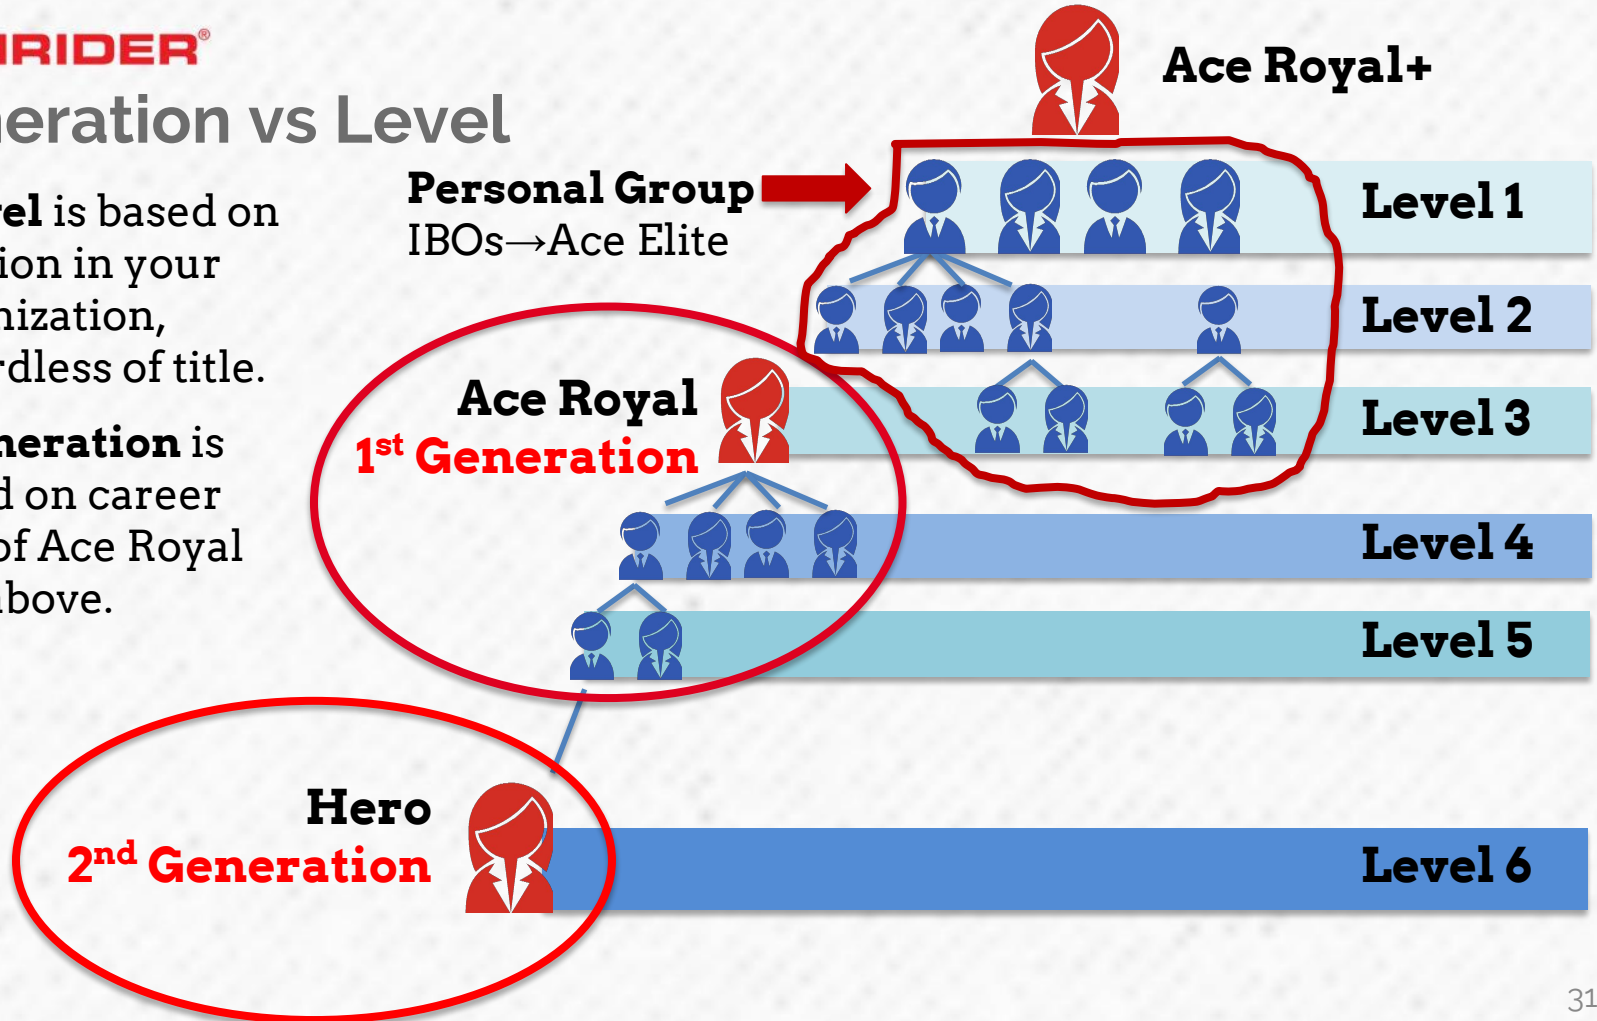 RIDER®
eration vs Level
el is based on
ion in your
nization,
rdless of title.
neration is
d on career
of Ace Royal
above.
Personal Group
IBOs→Ace Elite
Ace Royal+
Level 1
Level 2
Ace Royal
1st Generation
Level 3
Level 4
Level 5
Hero
2nd Generation
Level 6
31